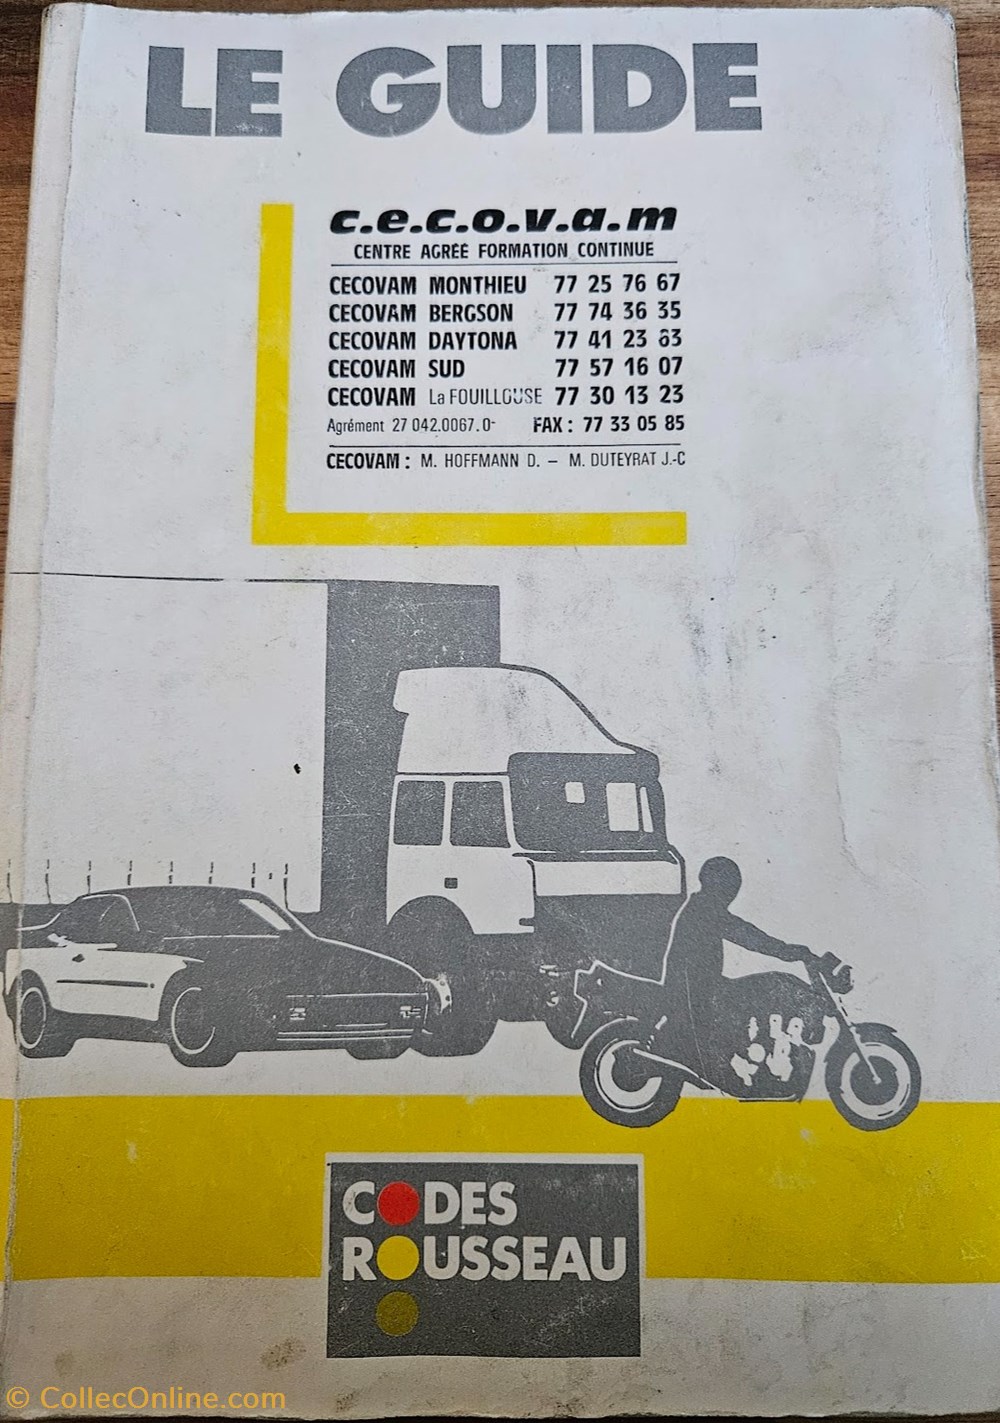 LE GUIDE
c.e.c.o.v.a.m
CENTRE AGRÉÉ FORMATION CONTINUE
CECOVAM MONTHIEU 77 25 76 67
CECOVAM BERGSON 77 74 36 35
CECOVAM DAYTONA 77 41 23 83
CECOVAM SUD 77 57 16 07
CECOVAM La FOUILLOUSE 77 30 13 23
Agrément 27 042.0067.0 FAX : 77 33 05 85
CECOVAM : M. HOFFMANN D. – M. DUTEYRAT J.-C
CODES
ROUSSEAU
© CollecOnline.com